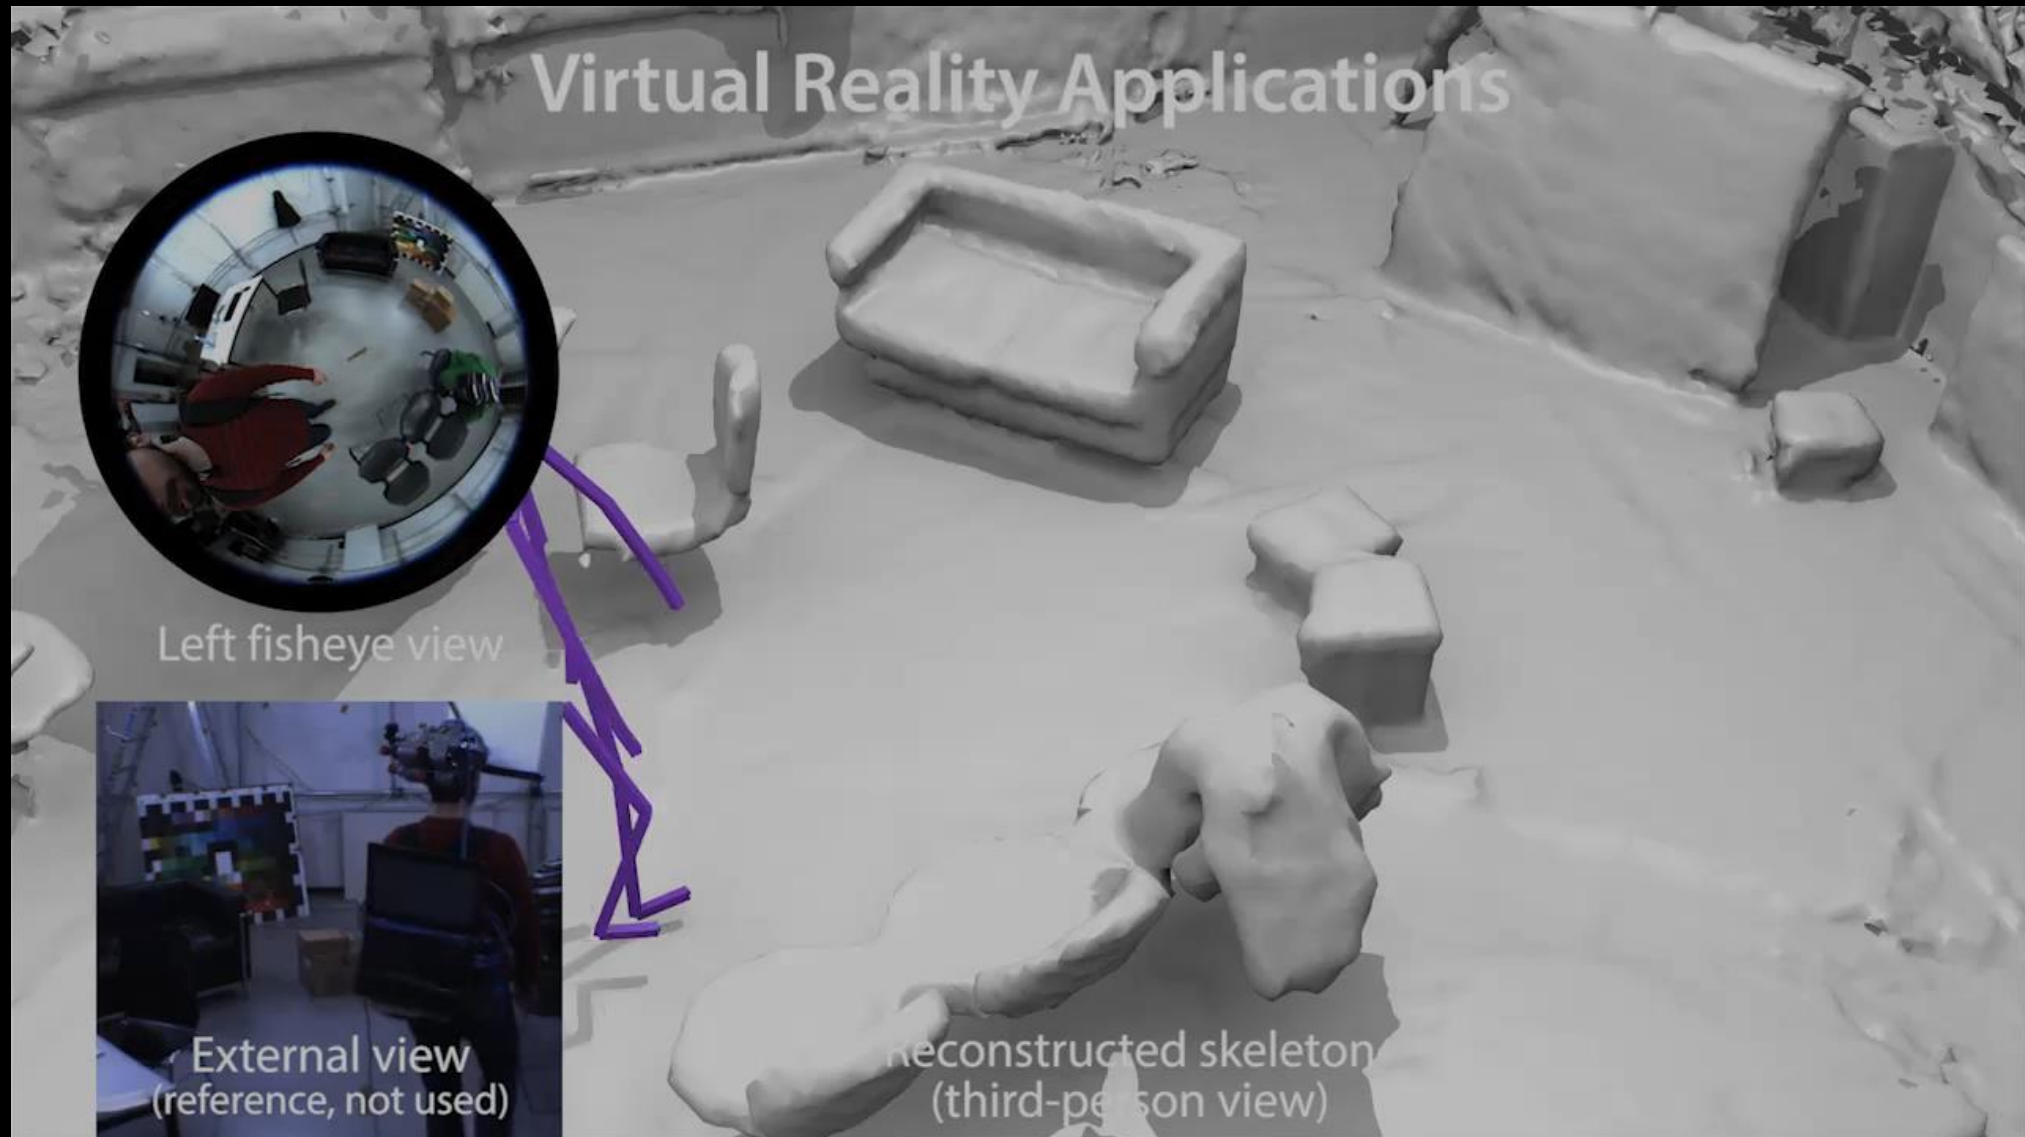 Virtual Reality Applications
Left fisheye view
External view
(reference, not used)
Reconstructed skeleton
(third-person view)